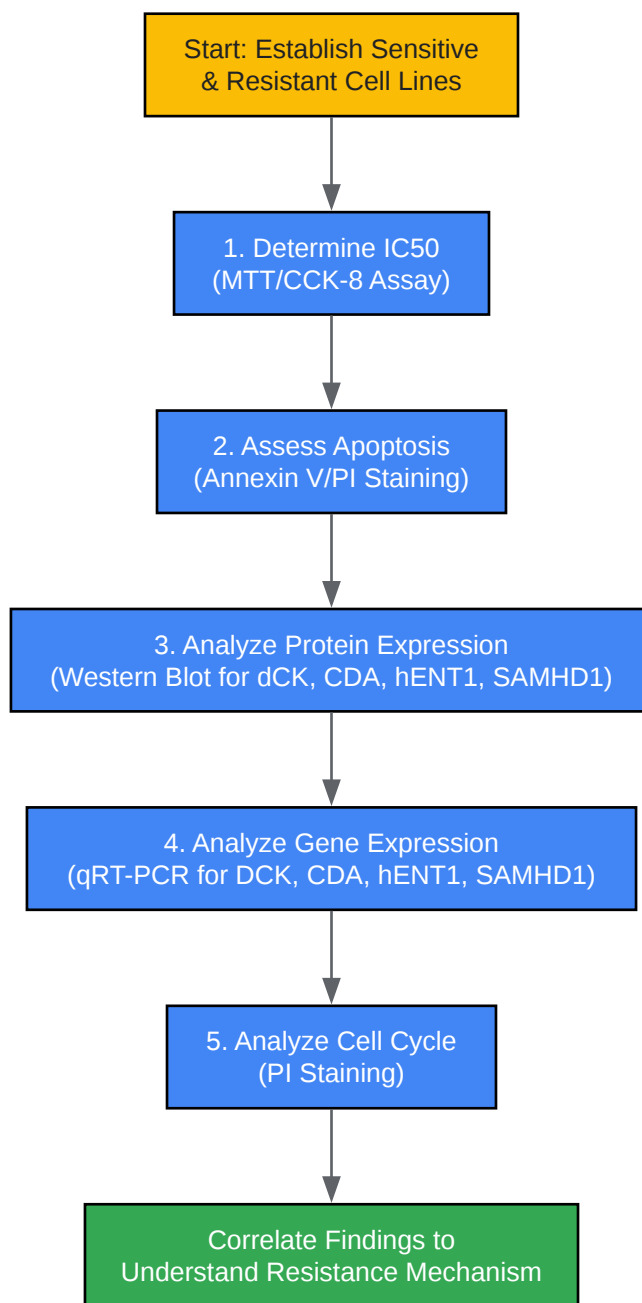 Start: Establish Sensitive
& Resistant Cell Lines
1. Determine IC50
(MTT/CCK-8 Assay)
2. Assess Apoptosis
(Annexin V/PI Staining)
3. Analyze Protein Expression
(Western Blot for dCK, CDA, hENT1, SAMHD1)
4. Analyze Gene Expression
(qRT-PCR for DCK, CDA, hENT1, SAMHD1)
5. Analyze Cell Cycle
(PI Staining)
Correlate Findings to
Understand Resistance Mechanism